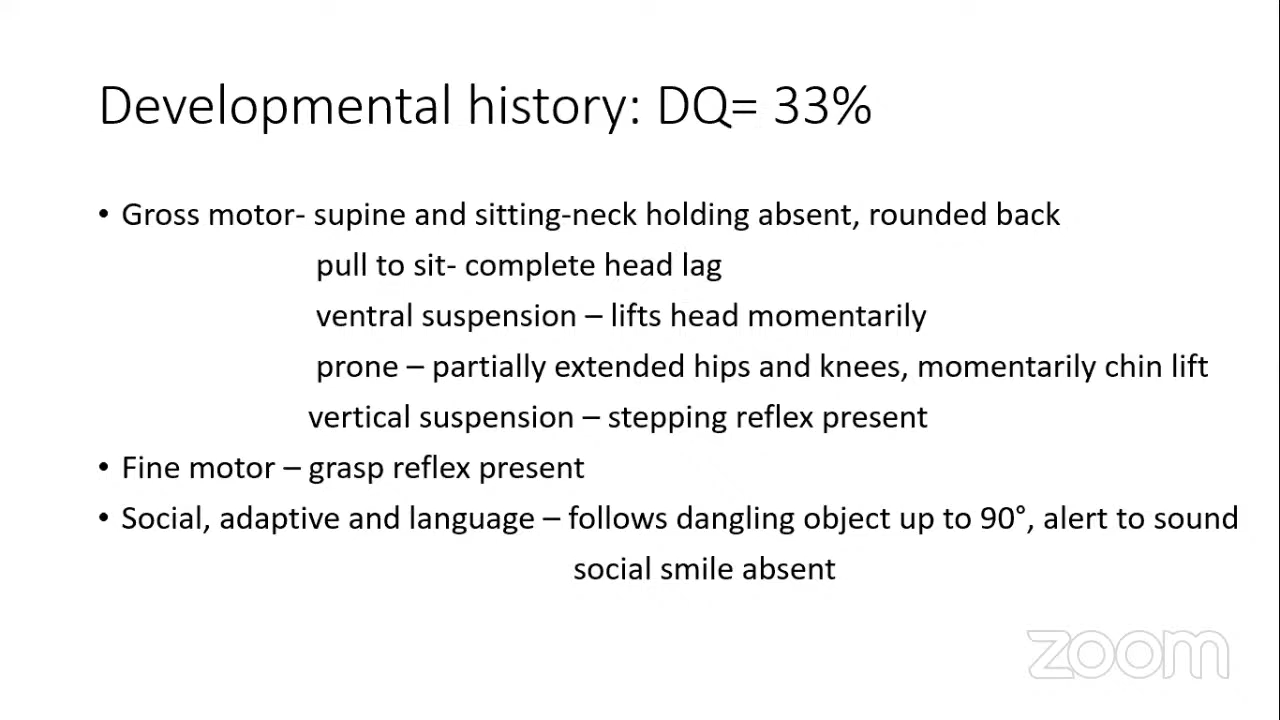 Developmental history: DQ= 33%
• Gross motor- supine and sitting-neck holding absent, rounded back
pull to sit- complete head lag
ventral suspension – lifts head momentarily
prone – partially extended hips and knees, momentarily chin lift
vertical suspension – stepping reflex present
• Fine motor – grasp reflex present
• Social, adaptive and language – follows dangling object up to 90°, alert to sound
social smile absent
zoom